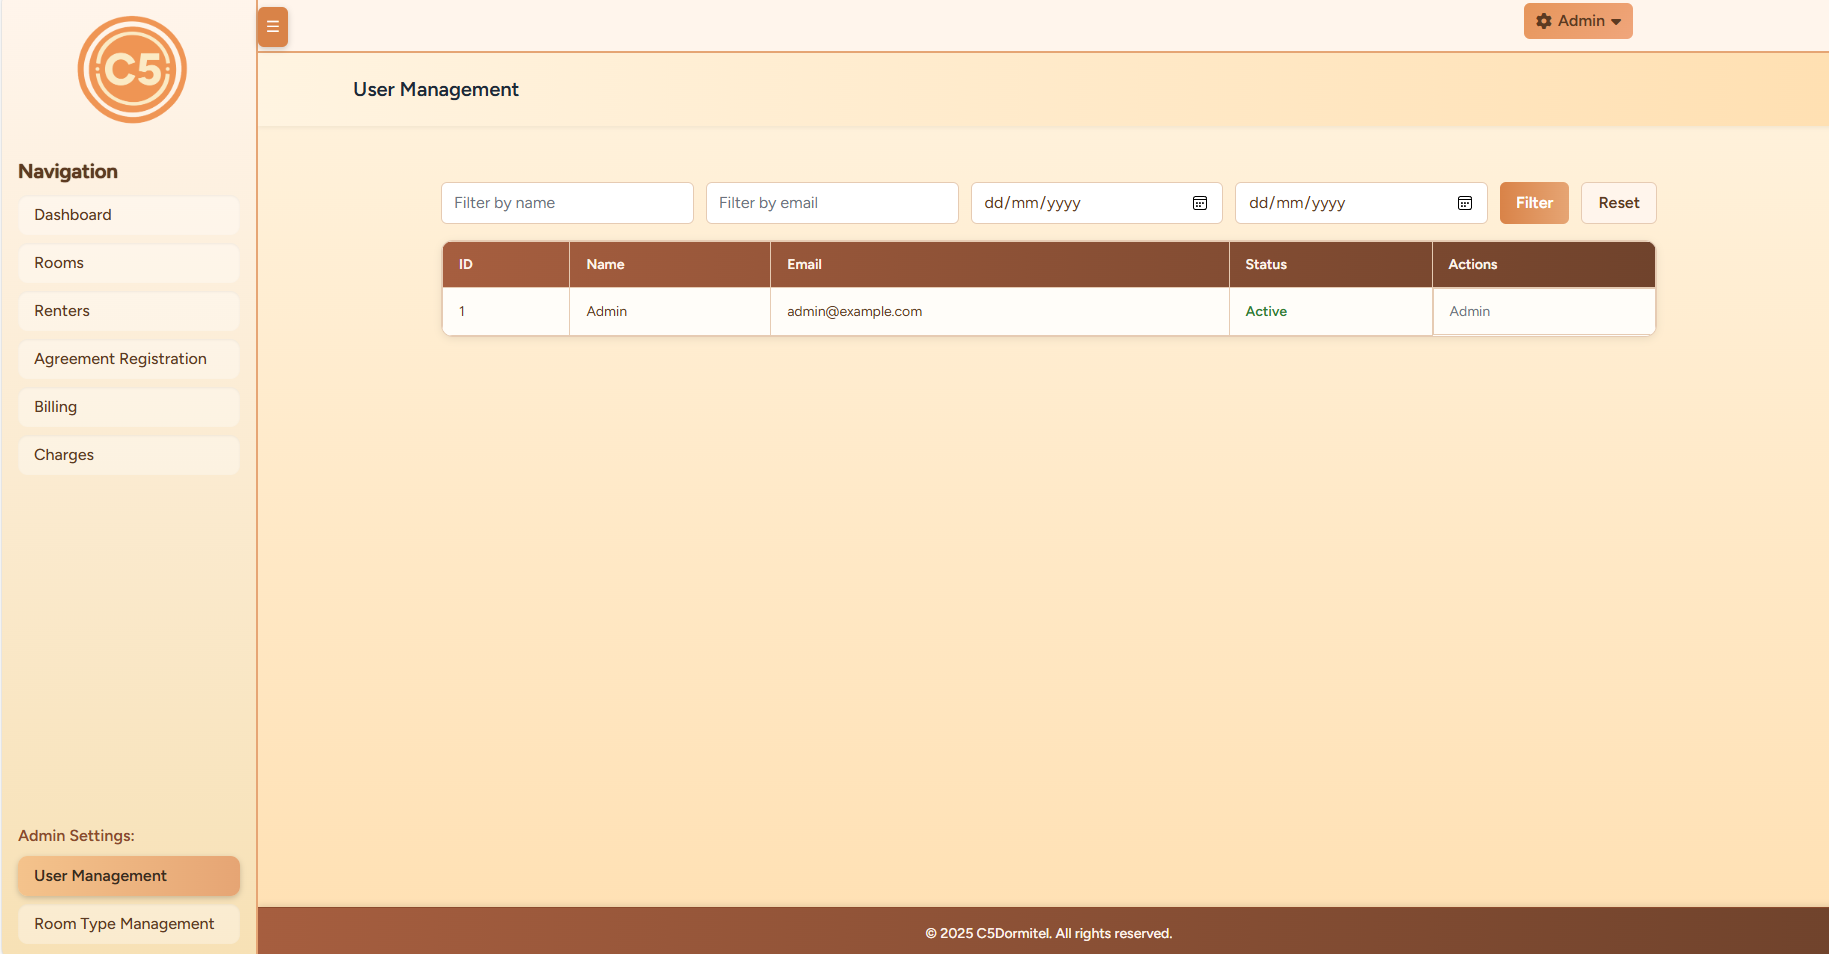 C5
☰
Admin
User Management
Navigation
Dashboard
Rooms
Renters
Agreement Registration
Billing
Charges
Filter by name
Filter by email
dd/mm/yyyy
dd/mm/yyyy
Filter
Reset
ID Name Email Status Actions
1 Admin admin@example.com Active Admin
Admin Settings:
User Management
Room Type Management
© 2025 C5Dormitel. All rights reserved.